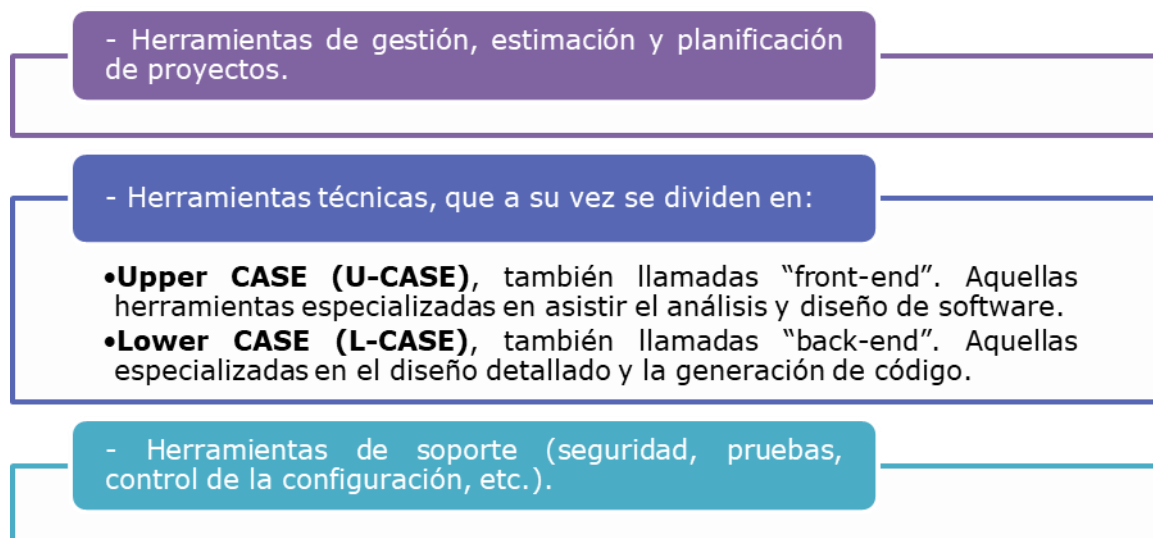 - Herramientas de gestión, estimación y planificación
de proyectos.
- Herramientas técnicas, que a su vez se dividen en:
•Upper CASE (U-CASE), también llamadas “front-end”. Aquellas
herramientas especializadas en asistir el análisis y diseño de software.
•Lower CASE (L-CASE), también llamadas “back-end”. Aquellas
especializadas en el diseño detallado y la generación de código.
- Herramientas de soporte (seguridad, pruebas,
control de la configuración, etc.).